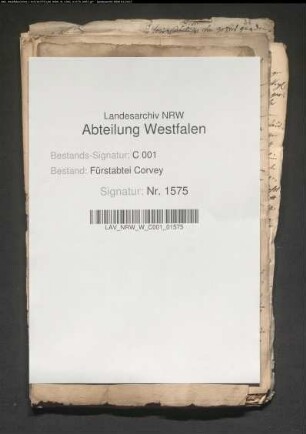 Landesarchiv NRW
Abteilung Westfalen
Bestands-Signatur: C 001
Bestand: Fürstabtei Corvey
Signatur: Nr. 1575
LAV_NRW_W_C001_01575